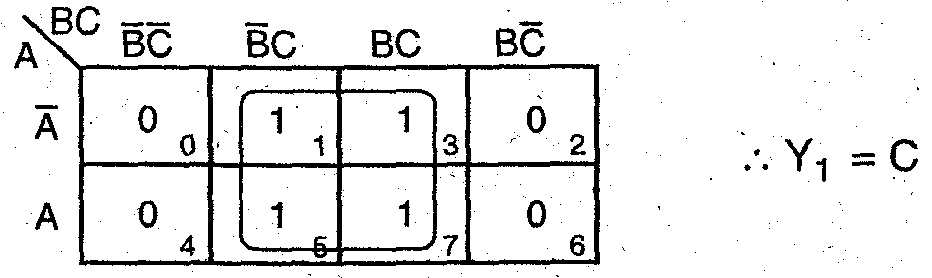 BC
A B̅C̅ B̅C BC BC̅
A̅ 0 0 1 1 1 3 0 2
∴ Y₁ = C
A 0 4 1 5 1 7 0 6